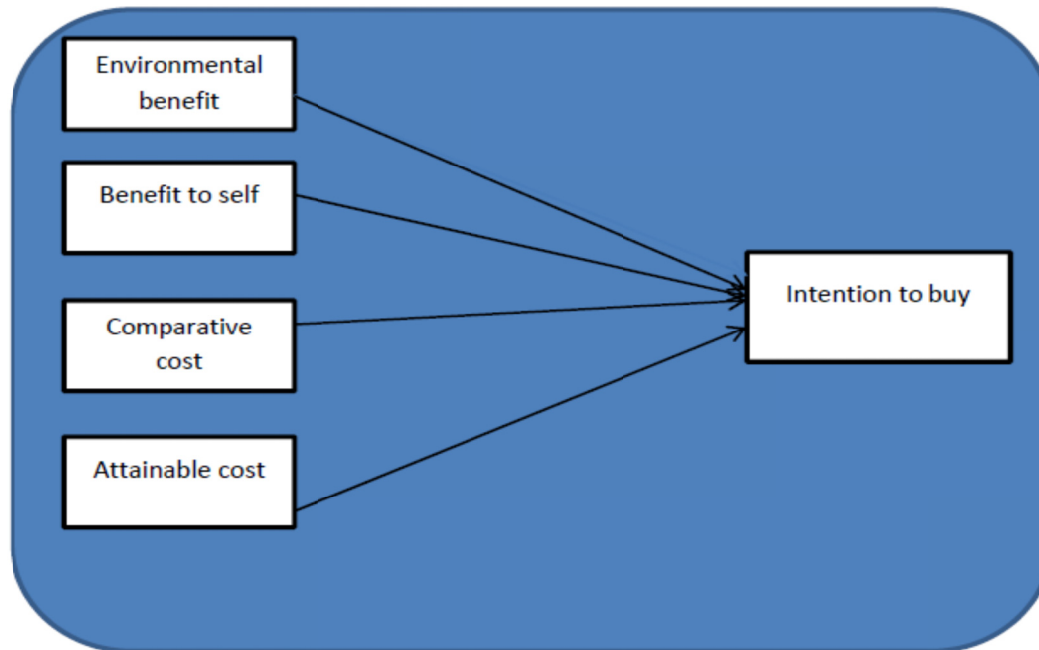 Environmental
benefit
Benefit to self
Comparative
cost
Attainable cost
Intention to buy